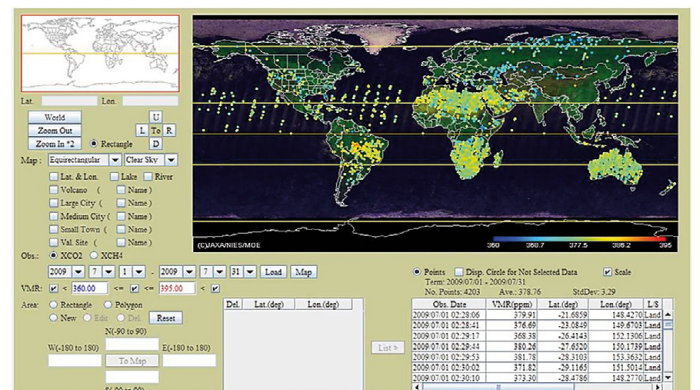 Lat. Lon.
World U
Zoom Out L To R
Zoom In *2 Rectangle D
Map : Equirectangular Clear Sky
Lat. & Lon. Lake River
Volcano ( Name )
Large City ( Name )
Medium City ( Name )
Small Town ( Name )
Val. Site ( Name )
Obs.: XCO2 XCH4
2009 - 7 - 1 - 2009 - 7 - 31 Load Map
VMR: < 360.00 <= <= 395.00 <
Area: Rectangle Polygon
New Edit Del Reset
N(-90 to 90)
W(-180 to 180) E(-180 to 180)
To Map
S(-90 to 90)
(C)JAXA/NIES/MOE
360 368.7 377.5 386.2 395
Points Disp. Circle for Not Selected Data Scale
Term: 2009/07/01 - 2009/07/31
No. Points: 4203 Ave.: 378.76 StdDev: 3.29
Del. Lat.(deg) Lon.(deg)
List >
Obs. Date VMR(ppm) Lat.(deg) Lon.(deg) L/S
2009/07/01 02:28:06 379.91 -21.6859 148.4270 Land
2009/07/01 02:28:41 376.69 -23.0849 149.6703 Land
2009/07/01 02:29:17 368.38 -26.4143 152.1306 Land
2009/07/01 02:29:44 380.26 -27.6520 150.1739 Land
2009/07/01 02:29:53 381.78 -28.3103 153.3632 Land
2009/07/01 02:30:02 371.82 -29.1165 151.5014 Land
2009/07/01 02:30:10 373.30 -28.4786 148.2770 Land